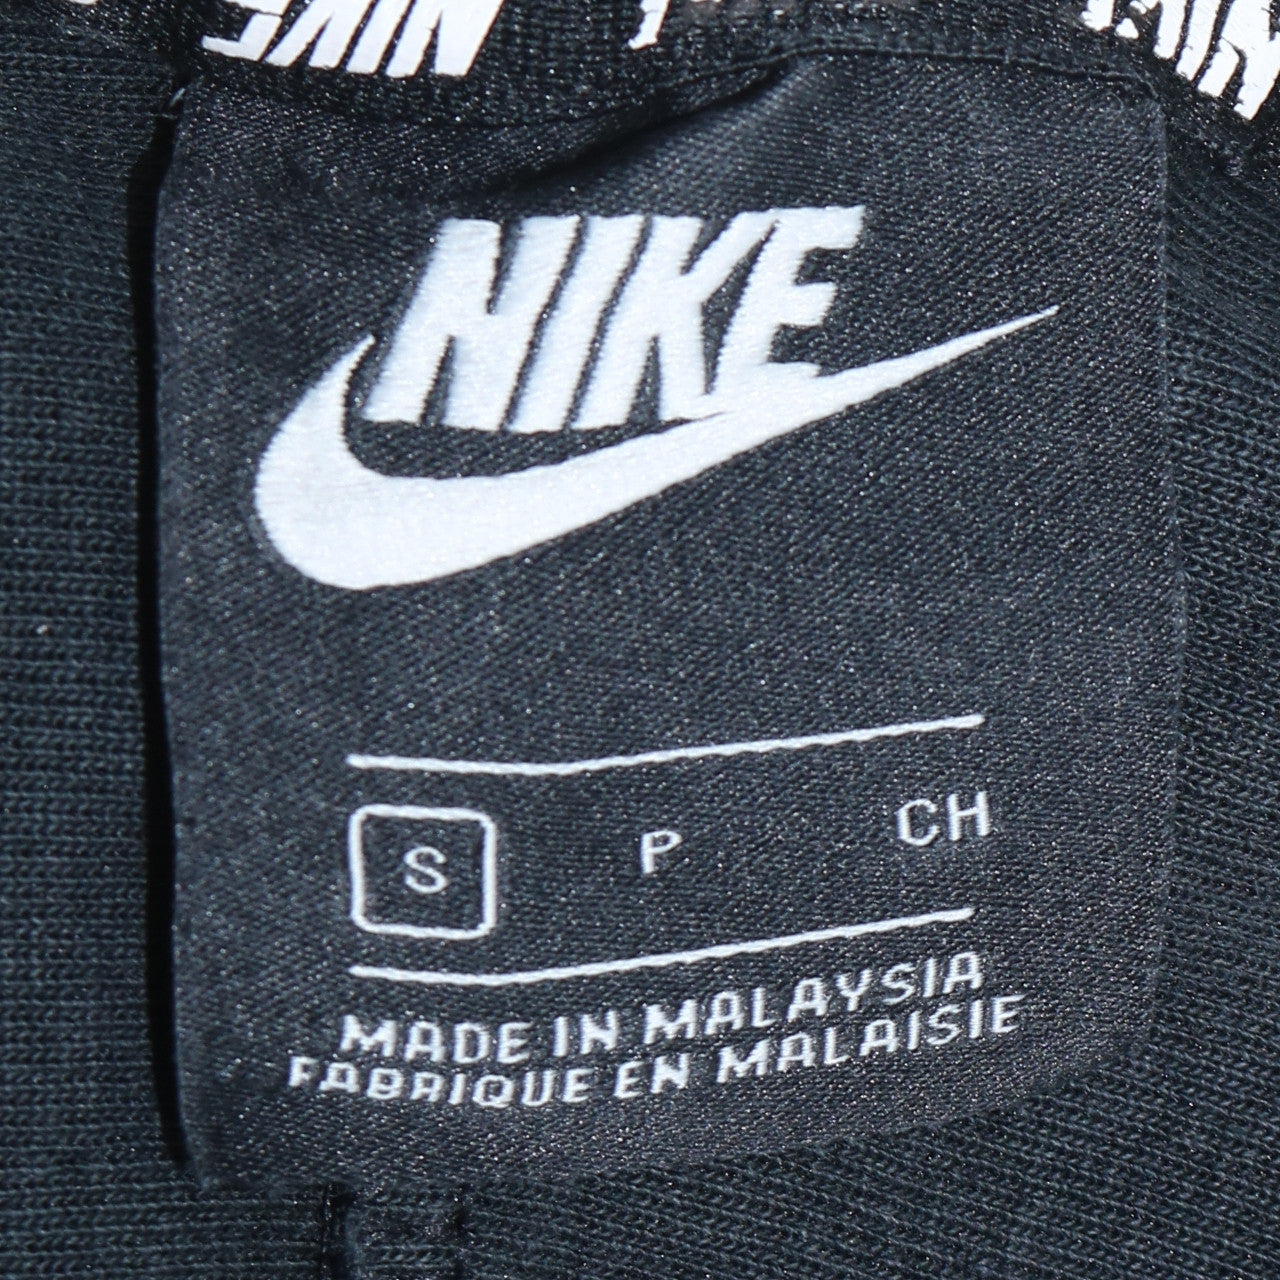 NIKE
S P CH
MADE IN MALAYSIA
FABRIQUE EN MALAISIE